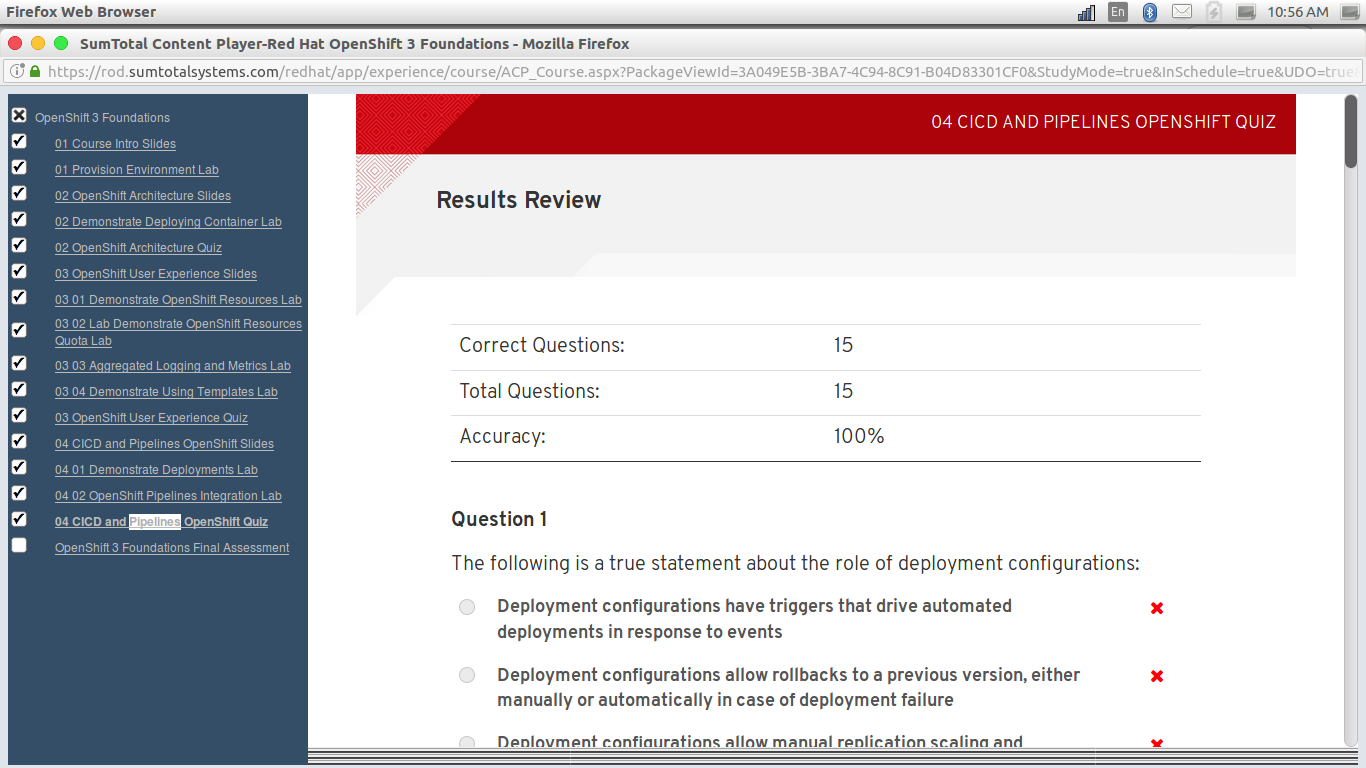 Firefox Web Browser
En
10:56 AM
SumTotal Content Player-Red Hat OpenShift 3 Foundations - Mozilla Firefox
https://rod.sumtotalsystems.com/redhat/app/experience/course/ACP_Course.aspx?PackageViewId=3A049E5B-3BA7-4C94-8C91-B04D83301CF0&StudyMode=true&InSchedule=true&UDO=true&
OpenShift 3 Foundations
01 Course Intro Slides
01 Provision Environment Lab
02 OpenShift Architecture Slides
02 Demonstrate Deploying Container Lab
02 OpenShift Architecture Quiz
03 OpenShift User Experience Slides
03 01 Demonstrate OpenShift Resources Lab
03 02 Lab Demonstrate OpenShift Resources
Quota Lab
03 03 Aggregated Logging and Metrics Lab
03 04 Demonstrate Using Templates Lab
03 OpenShift User Experience Quiz
04 CICD and Pipelines OpenShift Slides
04 01 Demonstrate Deployments Lab
04 02 OpenShift Pipelines Integration Lab
04 CICD and Pipelines OpenShift Quiz
OpenShift 3 Foundations Final Assessment
04 CICD AND PIPELINES OPENSHIFT QUIZ
Results Review
Correct Questions: 15
Total Questions: 15
Accuracy: 100%
Question 1
The following is a true statement about the role of deployment configurations:
Deployment configurations have triggers that drive automated
deployments in response to events
Deployment configurations allow rollbacks to a previous version, either
manually or automatically in case of deployment failure
Deployment configurations allow manual replication scaling and